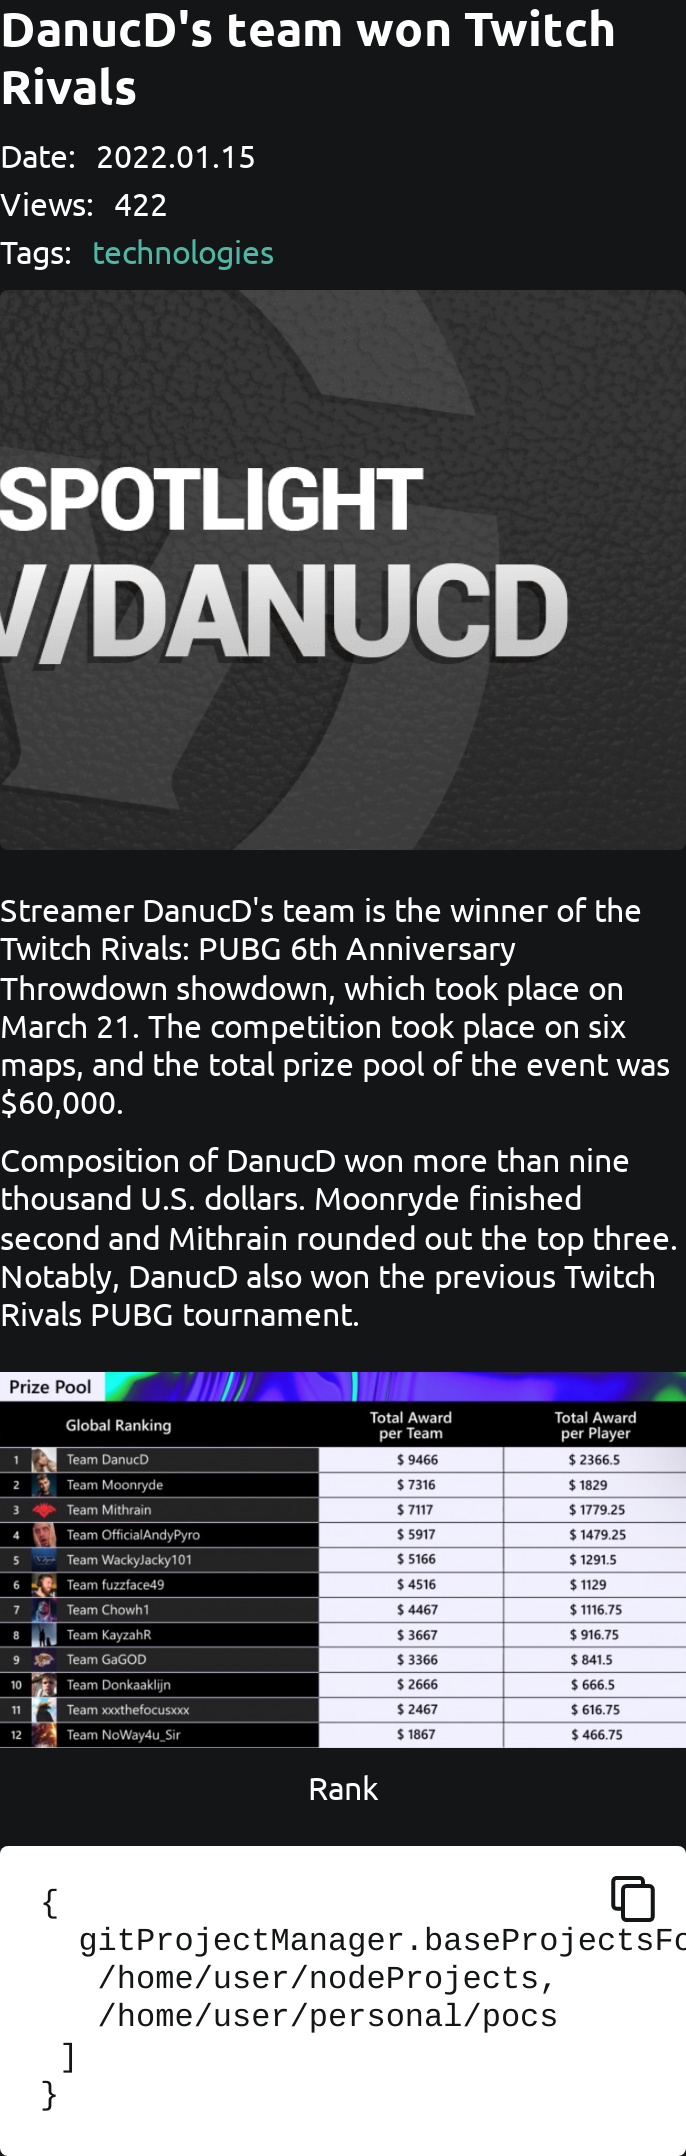 DanucD's team won Twitch
Rivals
Date: 2022.01.15
Views: 422
Tags: technologies
SPOTLIGHT
V/DANUCD
Streamer DanucD's team is the winner of the
Twitch Rivals: PUBG 6th Anniversary
Throwdown showdown, which took place on
March 21. The competition took place on six
maps, and the total prize pool of the event was
$60,000.
Composition of DanucD won more than nine
thousand U.S. dollars. Moonryde finished
second and Mithrain rounded out the top three.
Notably, DanucD also won the previous Twitch
Rivals PUBG tournament.
Prize Pool
Global Ranking Total Award per Team Total Award per Player
1 Team DanucD $ 9466 $ 2366.5
2 Team Moonryde $ 7316 $ 1829
3 Team Mithrain $ 7117 $ 1779.25
4 Team OfficialAndyPyro $ 5917 $ 1479.25
5 Team WackyJacky101 $ 5166 $ 1291.5
6 Team fuzzface49 $ 4516 $ 1129
7 Team Chowh1 $ 4467 $ 1116.75
8 Team KayzahR $ 3667 $ 916.75
9 Team GaGOD $ 3366 $ 841.5
10 Team Donkaaklijn $ 2666 $ 666.5
11 Team xxxthefocusxxx $ 2467 $ 616.75
12 Team NoWay4u_Sir $ 1867 $ 466.75
Rank
{
gitProjectManager.baseProjectsFo
/home/user/nodeProjects,
/home/user/personal/pocs
]
}